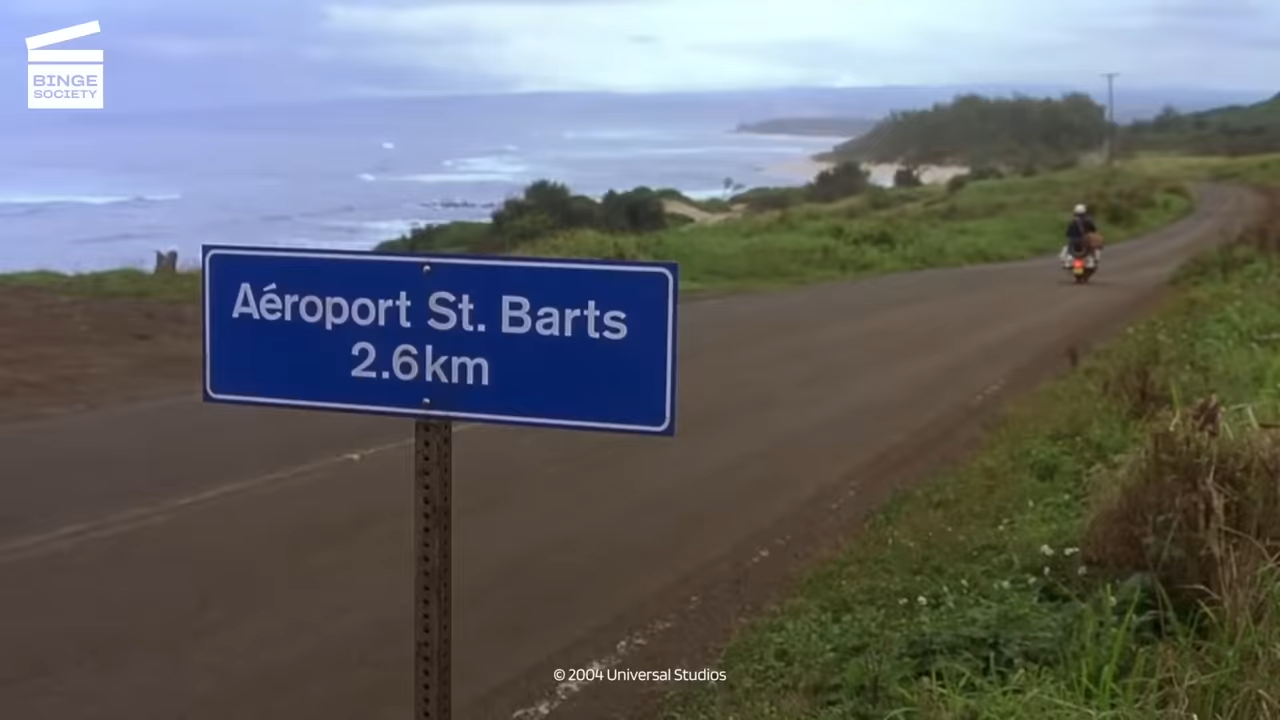 BINGE
SOCIETY
Aéroport St. Barts
2.6km
© 2004 Universal Studios